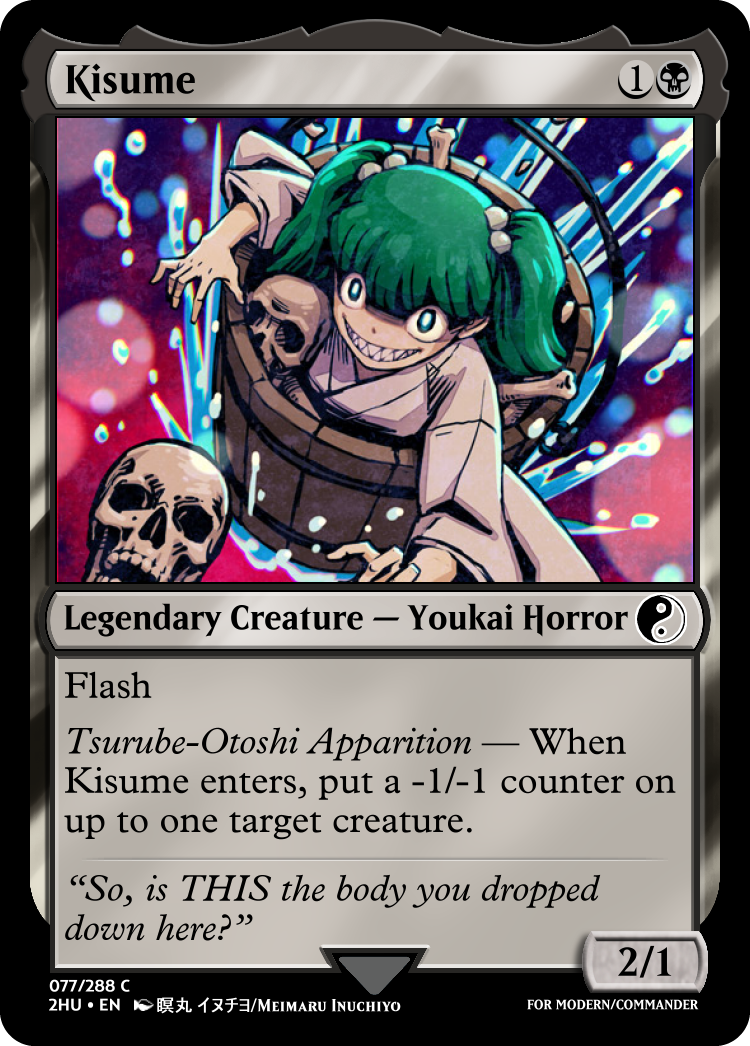 Kisume 1
Legendary Creature — Youkai Horror
Flash
Tsurube-Otoshi Apparition — When
Kisume enters, put a -1/-1 counter on
up to one target creature.
“So, is THIS the body you dropped
down here?”
2/1
077/288 C
2HU • EN 瞑丸 イヌチヨ/Meimaru Inuchiyo
FOR MODERN/COMMANDER